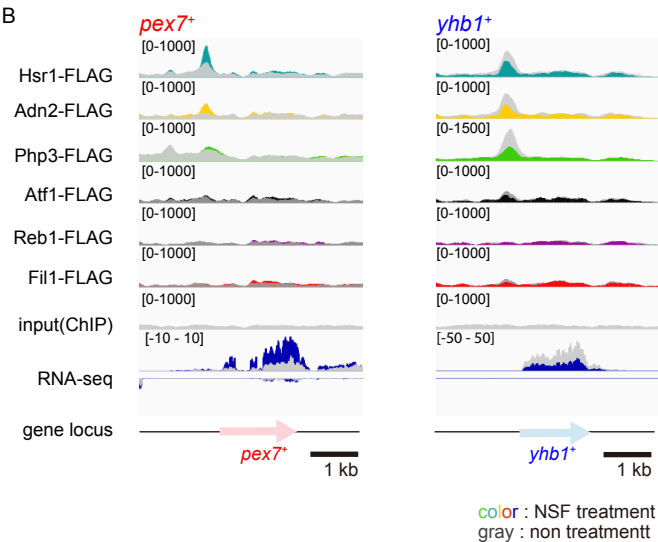 B
pex7+ yhb1+
[0-1000] [0-1000]
Hsr1-FLAG
[0-1000] [0-1000]
Adn2-FLAG
[0-1000] [0-1500]
Php3-FLAG
[0-1000] [0-1000]
Atf1-FLAG
[0-1000] [0-1000]
Reb1-FLAG
[0-1000] [0-1000]
Fil1-FLAG
[0-1000] [0-1000]
input(ChIP)
[-10 - 10] [-50 - 50]
RNA-seq
gene locus
pex7+ yhb1+
1 kb 1 kb
color : NSF treatment
gray : non treatmentt